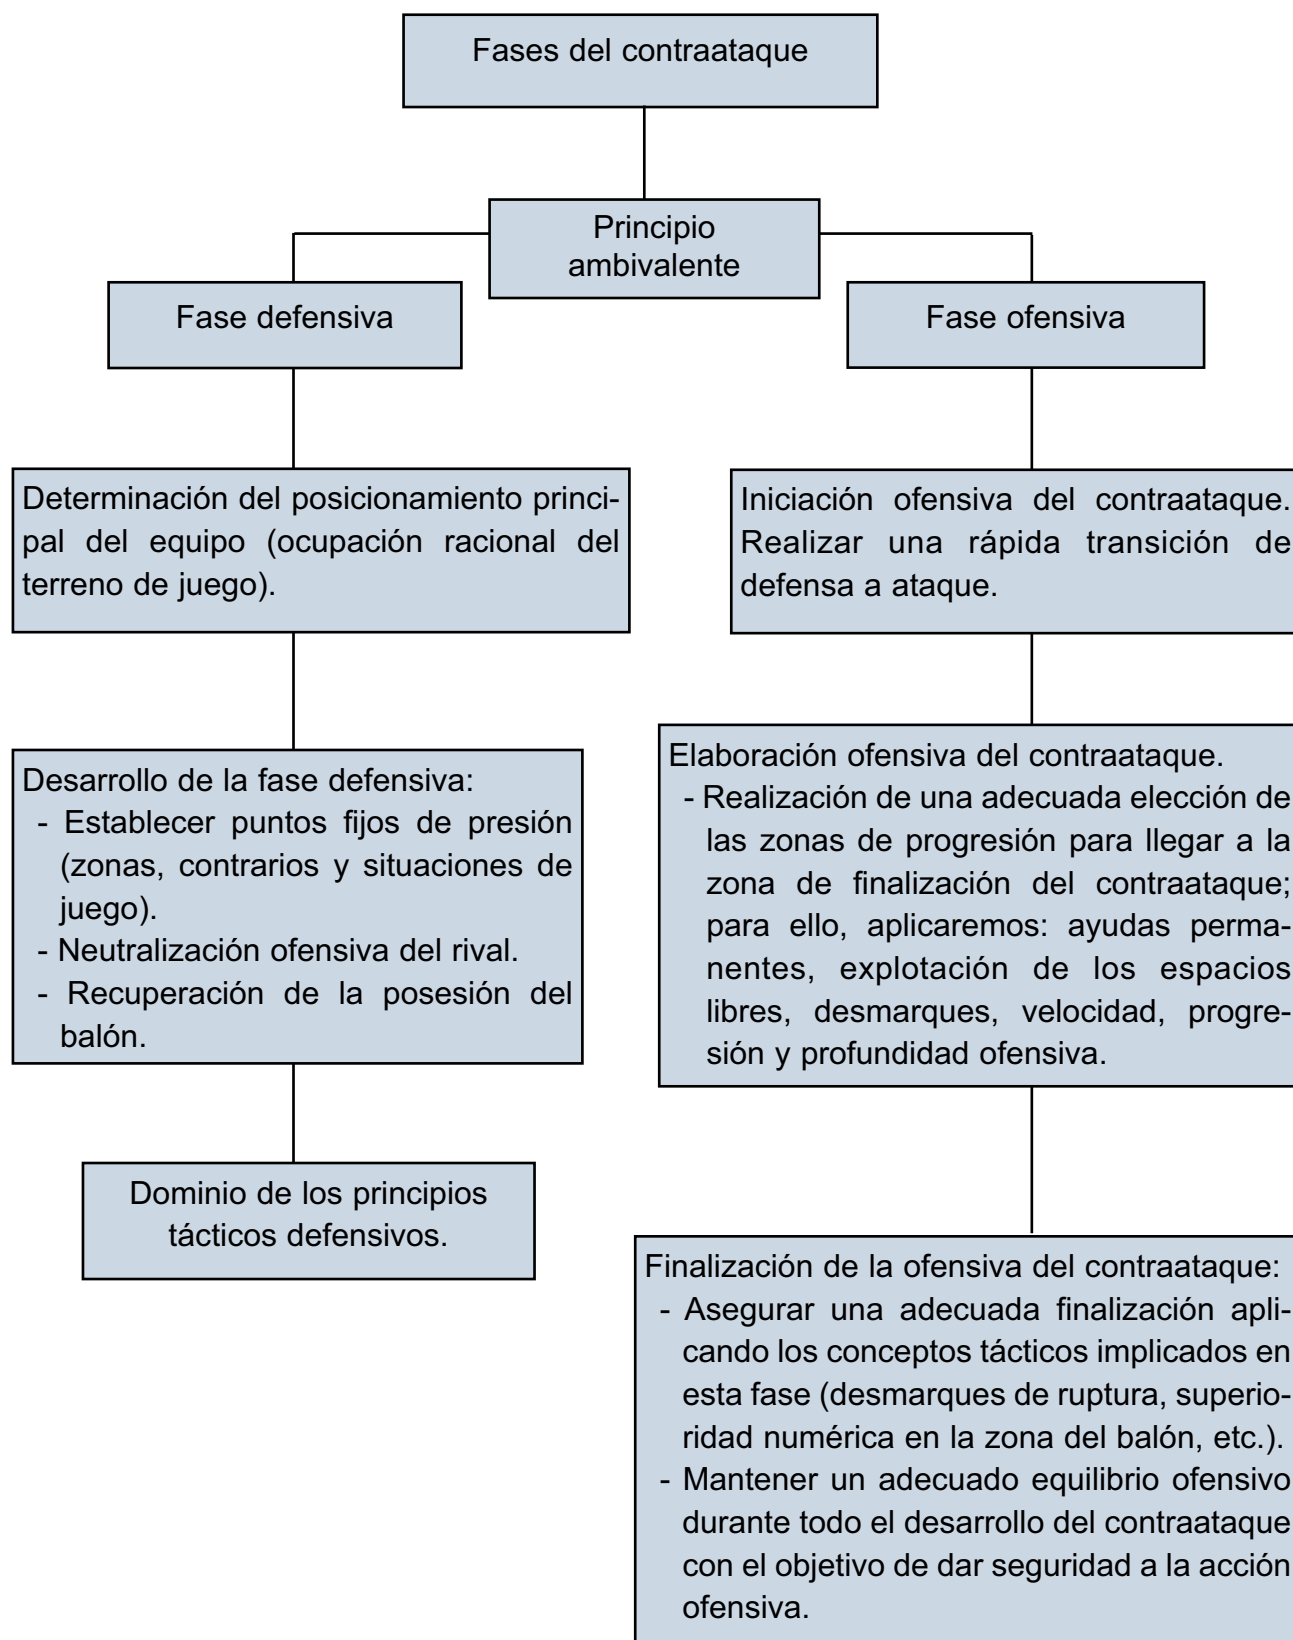 Fases del contraataque
Principio
ambivalente
Fase defensiva
Fase ofensiva
Determinación del posicionamiento princi-
pal del equipo (ocupación racional del
terreno de juego).
Iniciación ofensiva del contraataque.
Realizar una rápida transición de
defensa a ataque.
Desarrollo de la fase defensiva:
- Establecer puntos fijos de presión
(zonas, contrarios y situaciones de
juego).
- Neutralización ofensiva del rival.
- Recuperación de la posesión del
balón.
Elaboración ofensiva del contraataque.
- Realización de una adecuada elección de
las zonas de progresión para llegar a la
zona de finalización del contraataque;
para ello, aplicaremos: ayudas perma-
nentes, explotación de los espacios
libres, desmarques, velocidad, progre-
sión y profundidad ofensiva.
Dominio de los principios
tácticos defensivos.
Finalización de la ofensiva del contraataque:
- Asegurar una adecuada finalización apli-
cando los conceptos tácticos implicados en
esta fase (desmarques de ruptura, superio-
ridad numérica en la zona del balón, etc.).
- Mantener un adecuado equilibrio ofensivo
durante todo el desarrollo del contraataque
con el objetivo de dar seguridad a la acción
ofensiva.